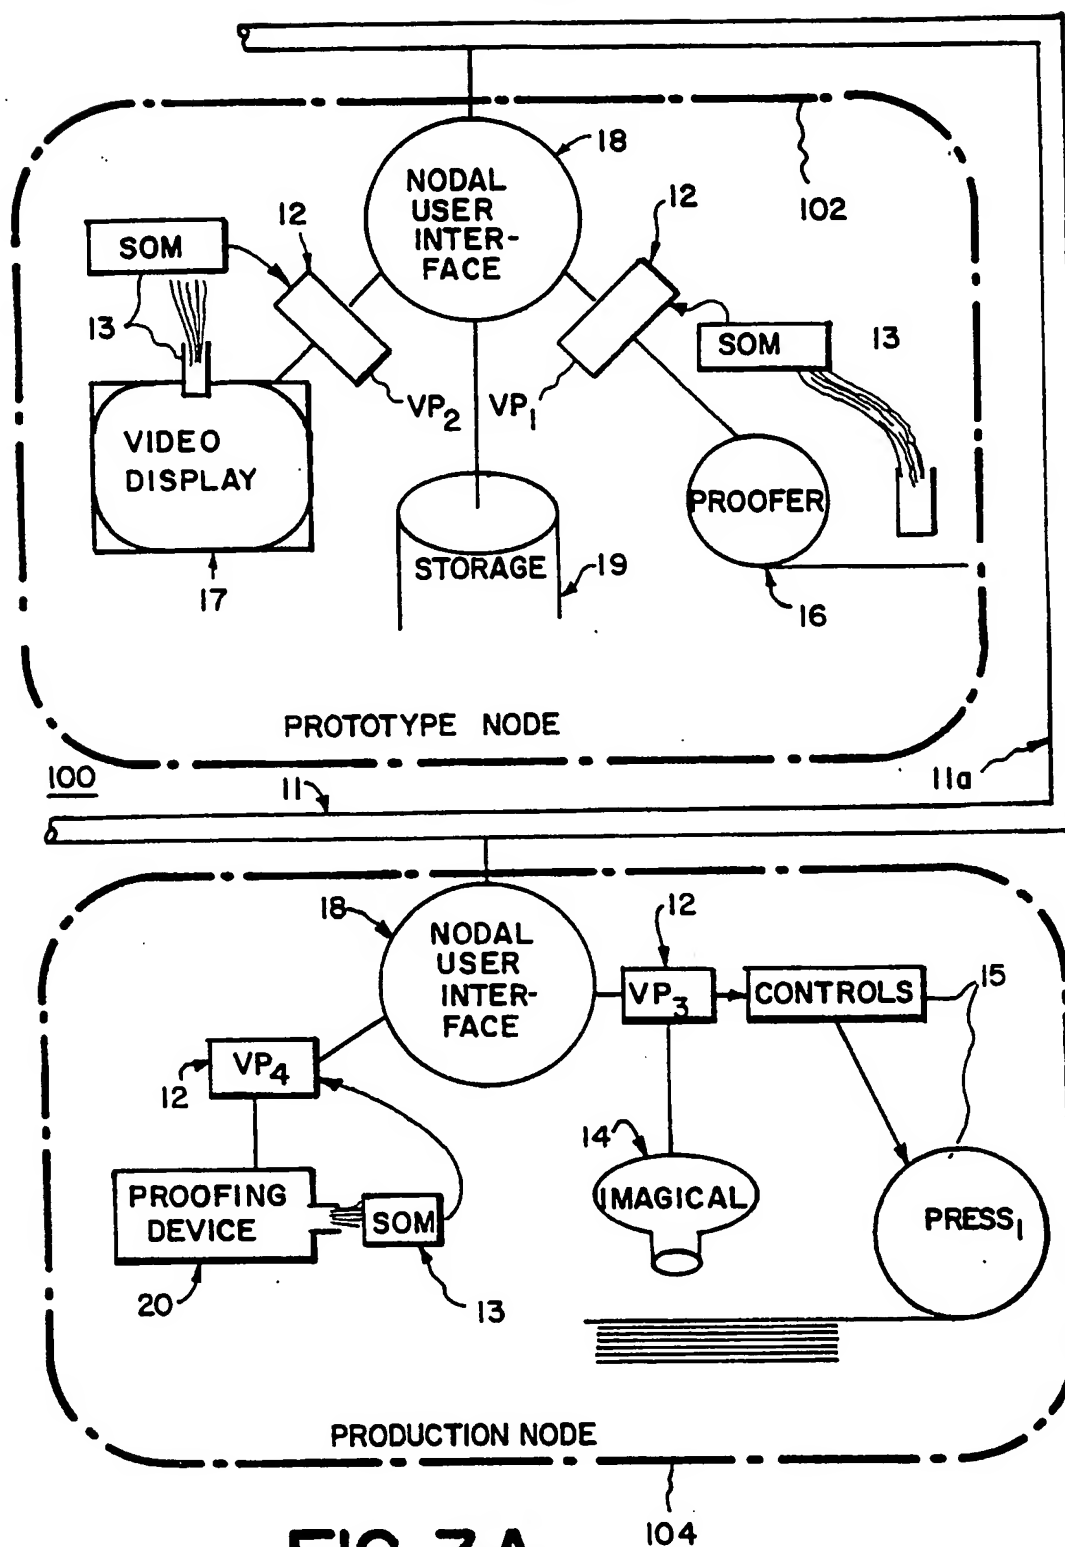 18
NODAL
USER
INTER-
FACE
102
12
12
SOM
13
SOM
13
VP2
VP1
VIDEO
DISPLAY
PROOFER
STORAGE
19
17
16
PROTOTYPE NODE
100
11
11a
18
NODAL
USER
INTER-
FACE
12
VP3
CONTROLS
15
VP4
12
14
IMAGICAL
PROOFING
DEVICE
SOM
PRESS1
20
13
PRODUCTION NODE
104